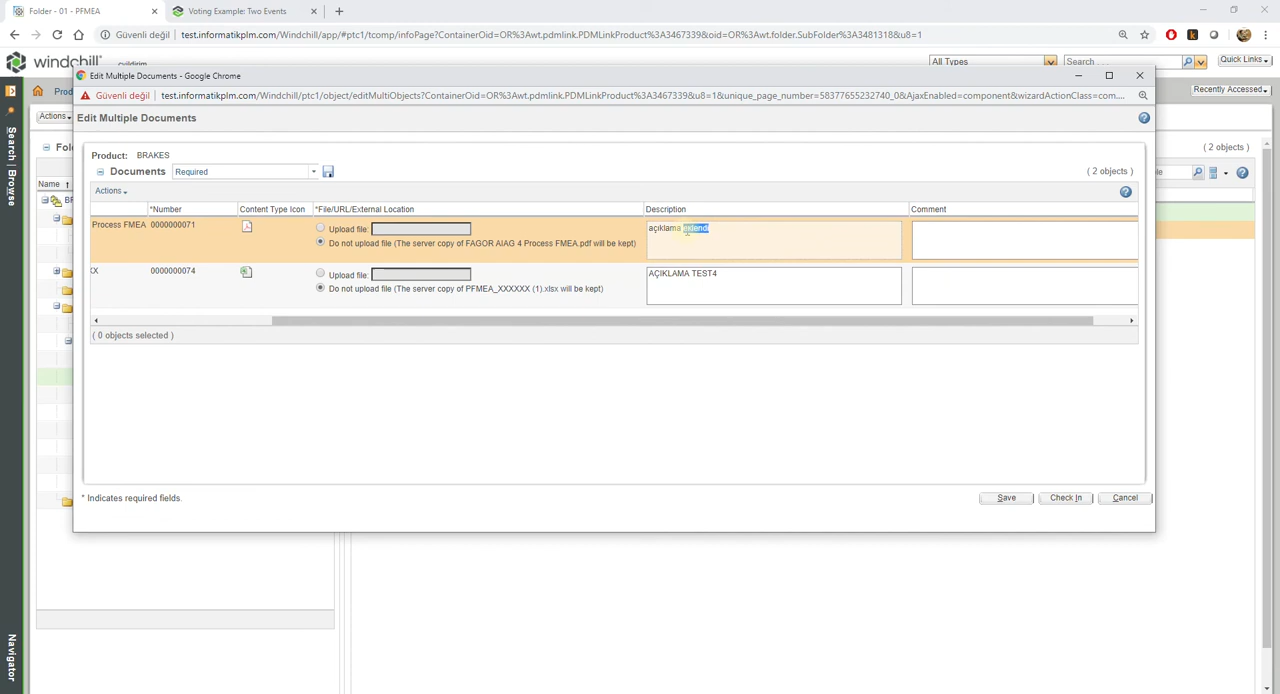 Folder - 01 - PFMEA
Voting Example: Two Events
Güvenli değil
test.informatikplm.com/Windchill/app/#ptc1/tcomp/infoPage?ContainerOid=OR%3Awt.pdmlink.PDMLinkProduct%3A3467339&oid=OR%3Awt.folder.SubFolder%3A3481318&u8=1
windchill
All Types
Search...
Quick Links
Prod
Recently Accessed
Edit Multiple Documents - Google Chrome
Güvenli değil
test.informatikplm.com/Windchill/ptc1/object/editMultiObjects?ContainerOid=OR%3Awt.pdmlink.PDMLinkProduct%3A3467339&u8=1&unique_page_number=58377655232740_0&AjaxEnabled=component&wizardActionClass=com....
Edit Multiple Documents
Actions
Search | Browse
Fol
( 2 objects )
Name
Product: BRAKES
Documents
Required
( 2 objects )
Actions
*Number
Content Type Icon
*File/URL/External Location
Description
Comment
Process FMEA
0000000071
Upload file:
Do not upload file (The server copy of FAGOR AIAG 4 Process FMEA.pdf will be kept)
açıklama eklendi
0000000074
Upload file:
Do not upload file (The server copy of PFMEA_XXXXXX (1).xlsx will be kept)
AÇIKLAMA TEST4
( 0 objects selected )
* Indicates required fields.
Save
Check In
Cancel
Navigator